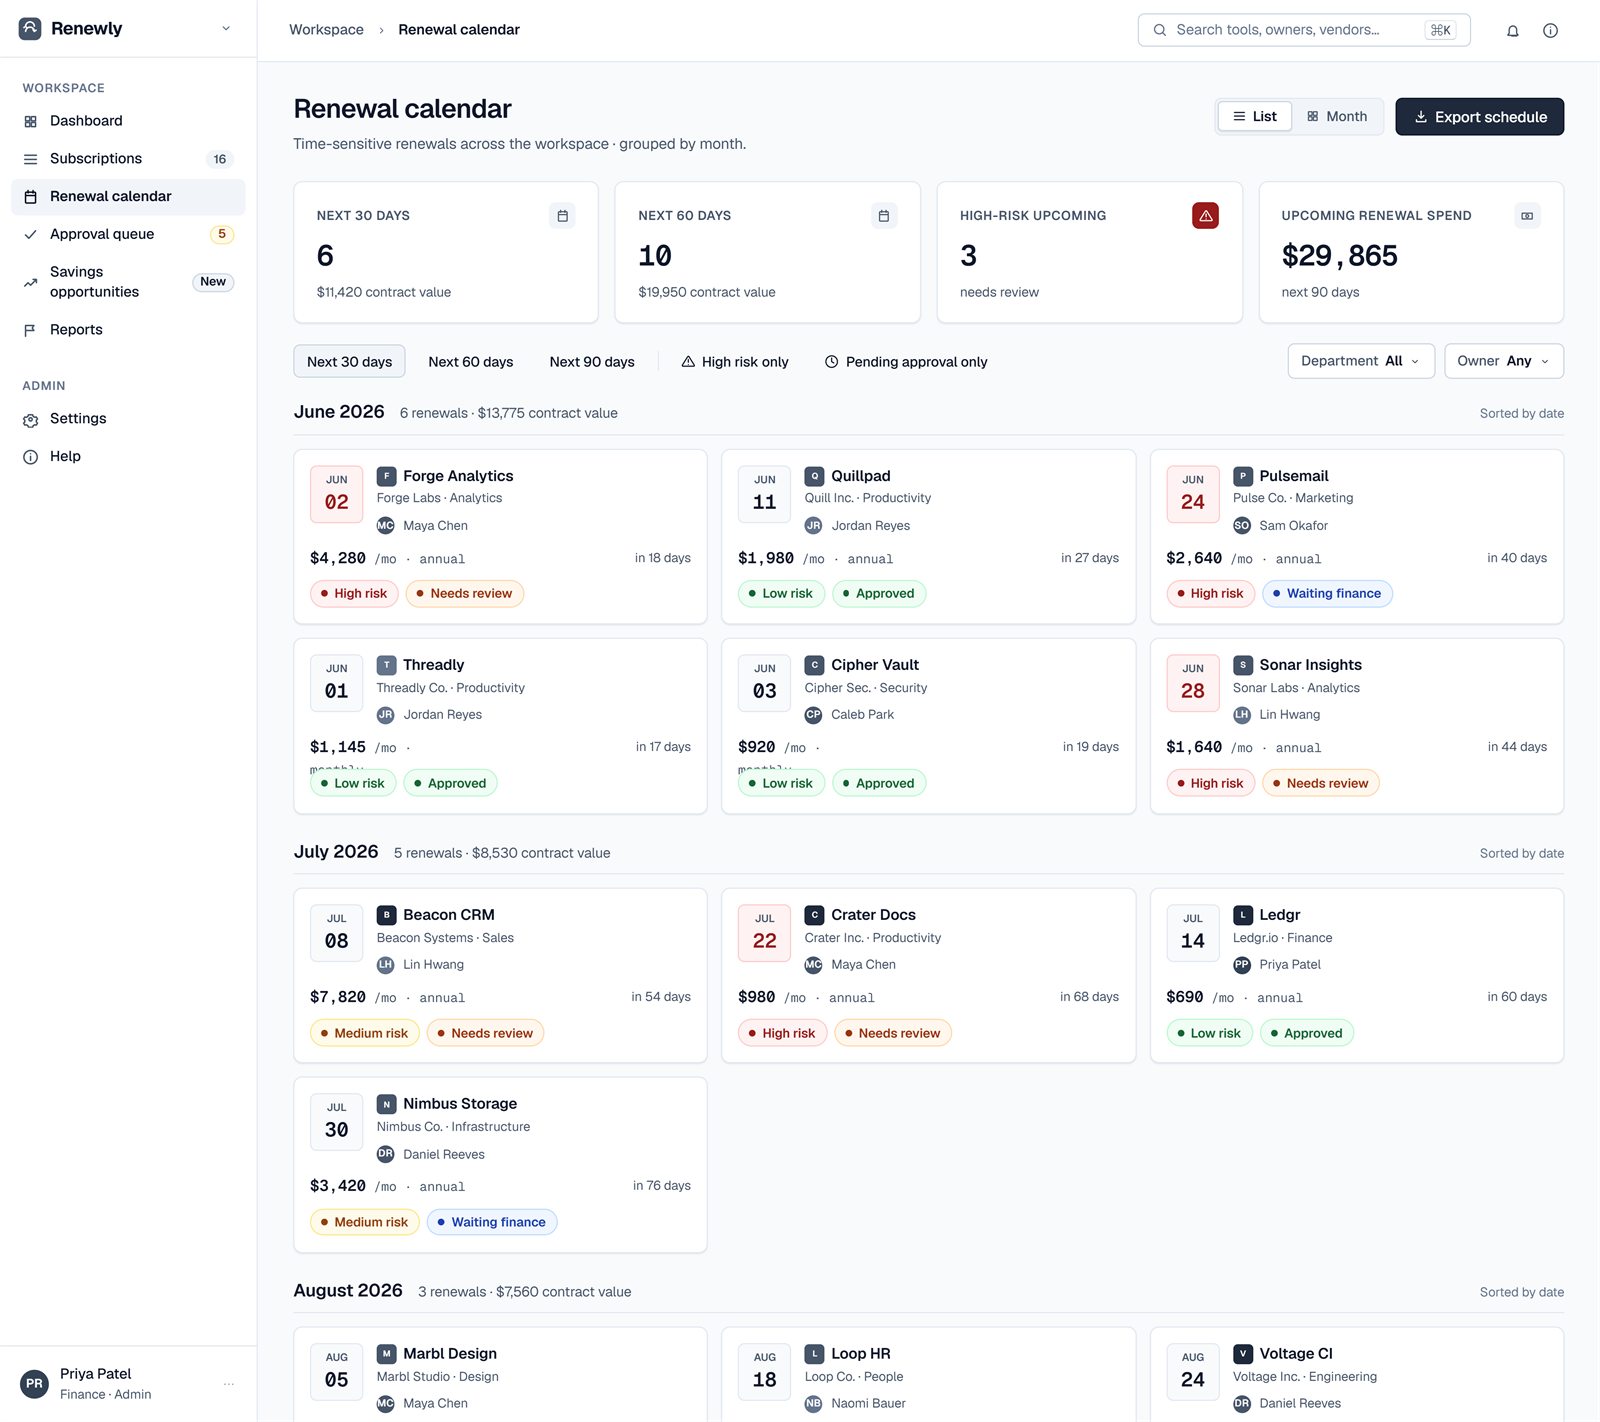 Renewly
WORKSPACE
Dashboard
Subscriptions 16
Renewal calendar
Approval queue 5
Savings opportunities New
Reports
ADMIN
Settings
Help
PR Priya Patel
Finance · Admin
Workspace › Renewal calendar
Search tools, owners, vendors... ⌘K
Renewal calendar
Time-sensitive renewals across the workspace · grouped by month.
List Month Export schedule
NEXT 30 DAYS
6
$11,420 contract value
NEXT 60 DAYS
10
$19,950 contract value
HIGH-RISK UPCOMING
3
needs review
UPCOMING RENEWAL SPEND
$29,865
next 90 days
Next 30 days Next 60 days Next 90 days High risk only Pending approval only Department All Owner Any
June 2026 6 renewals · $13,775 contract value Sorted by date
JUN 02
F Forge Analytics
Forge Labs · Analytics
MC Maya Chen
$4,280 /mo · annual in 18 days
High risk Needs review
JUN 11
Q Quillpad
Quill Inc. · Productivity
JR Jordan Reyes
$1,980 /mo · annual in 27 days
Low risk Approved
JUN 24
P Pulsemail
Pulse Co. · Marketing
SO Sam Okafor
$2,640 /mo · annual in 40 days
High risk Waiting finance
JUN 01
T Threadly
Threadly Co. · Productivity
JR Jordan Reyes
$1,145 /mo · in 17 days
monthly
Low risk Approved
JUN 03
C Cipher Vault
Cipher Sec. · Security
CP Caleb Park
$920 /mo · in 19 days
monthly
Low risk Approved
JUN 28
S Sonar Insights
Sonar Labs · Analytics
LH Lin Hwang
$1,640 /mo · annual in 44 days
High risk Needs review
July 2026 5 renewals · $8,530 contract value Sorted by date
JUL 08
B Beacon CRM
Beacon Systems · Sales
LH Lin Hwang
$7,820 /mo · annual in 54 days
Medium risk Needs review
JUL 22
C Crater Docs
Crater Inc. · Productivity
MC Maya Chen
$980 /mo · annual in 68 days
High risk Needs review
JUL 14
L Ledgr
Ledgr.io · Finance
PP Priya Patel
$690 /mo · annual in 60 days
Low risk Approved
JUL 30
N Nimbus Storage
Nimbus Co. · Infrastructure
DR Daniel Reeves
$3,420 /mo · annual in 76 days
Medium risk Waiting finance
August 2026 3 renewals · $7,560 contract value Sorted by date
AUG 05
M Marbl Design
Marbl Studio · Design
MC Maya Chen
AUG 18
L Loop HR
Loop Co. · People
NB Naomi Bauer
AUG 24
V Voltage CI
Voltage Inc. · Engineering
DR Daniel Reeves